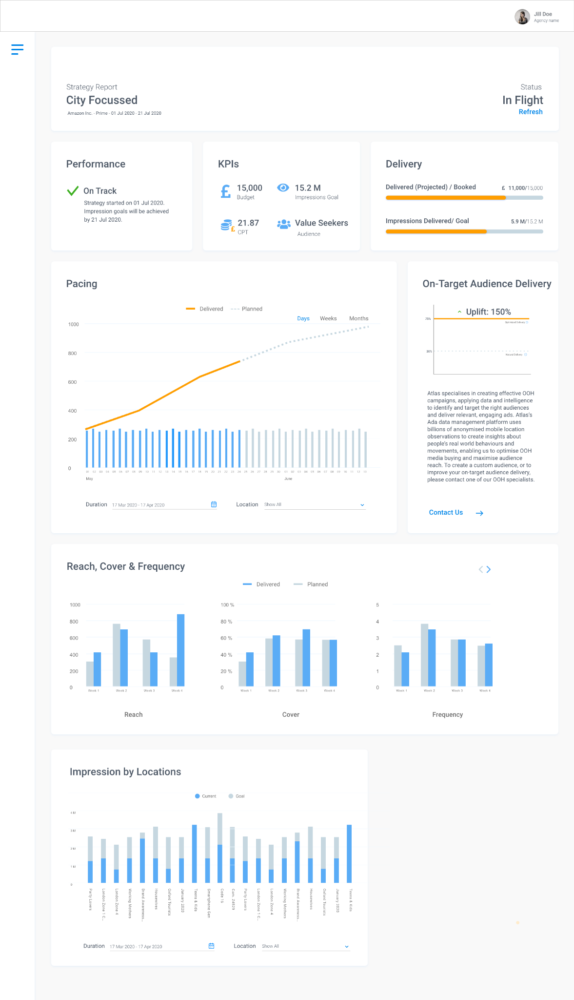 Jill Doe
Agency name
Strategy Report
City Focussed
Amazon Inc. - Prime - 01 Jul 2020 - 21 Jul 2020
Status
In Flight
Refresh
Performance
On Track
Strategy started on 01 Jul 2020.
Impression goals will be achieved
by 21 Jul 2020.
KPIs
£ 15,000
Budget
15.2 M
Impressions Goal
£ 21.87
CPT
Value Seekers
Audience
Delivery
Delivered (Projected) / Booked £ 11,000/15,000
Impressions Delivered/ Goal 5.9 M/15.2 M
Pacing
Delivered Planned
Days Weeks Months
1000
800
600
400
200
0
01 02 03 04 05 06 07 08 09 10 11 12 13 14 15 16 17 18 19 20 21 22 23 24 25 26 27 28 29 30 01 02 03 04 05 06 07 08 09 10 11 12 13
May June
Duration 17 Mar 2020 - 17 Apr 2020 Location Show All
On-Target Audience Delivery
Uplift: 150%
75%
Optimised Delivery
30%
Natural Delivery
Atlas specialises in creating effective OOH
campaigns, applying data and intelligence
to identify and target the right audiences
and deliver relevant, engaging ads. Atlas's
Ada data management platform uses
billions of anonymised mobile location
observations to create insights about
people's real world behaviours and
movements, enabling us to optimise OOH
media buying and maximise audience
reach. To create a custom audience, or to
improve your on-target audience delivery,
please contact one of our OOH specialists.
Contact Us
Reach, Cover & Frequency
Delivered Planned
1000
800
600
400
200
0
Week 1 Week 2 Week 3 Week 4
Reach
100 %
80 %
60 %
40 %
20 %
0
Week 1 Week 2 Week 3 Week 4
Cover
5
4
3
2
1
0
Week 1 Week 2 Week 3 Week 4
Frequency
Impression by Locations
Current Goal
4 M
3 M
2 M
1 M
0
Party Lovers
London Zone 1 C...
London Zone 4
Working Mothers
Brand Awareness...
Housewives
Oxford Tourists
January 2020
Teens & Kids
Smartphone Gen
Code 16
Cam. Z4529
Party Lovers
London Zone 1 C...
London Zone 4
Working Mothers
Brand Awareness...
Housewives
Oxford Tourists
January 2020
Teens & Kids
Duration 17 Mar 2020 - 17 Apr 2020 Location Show All